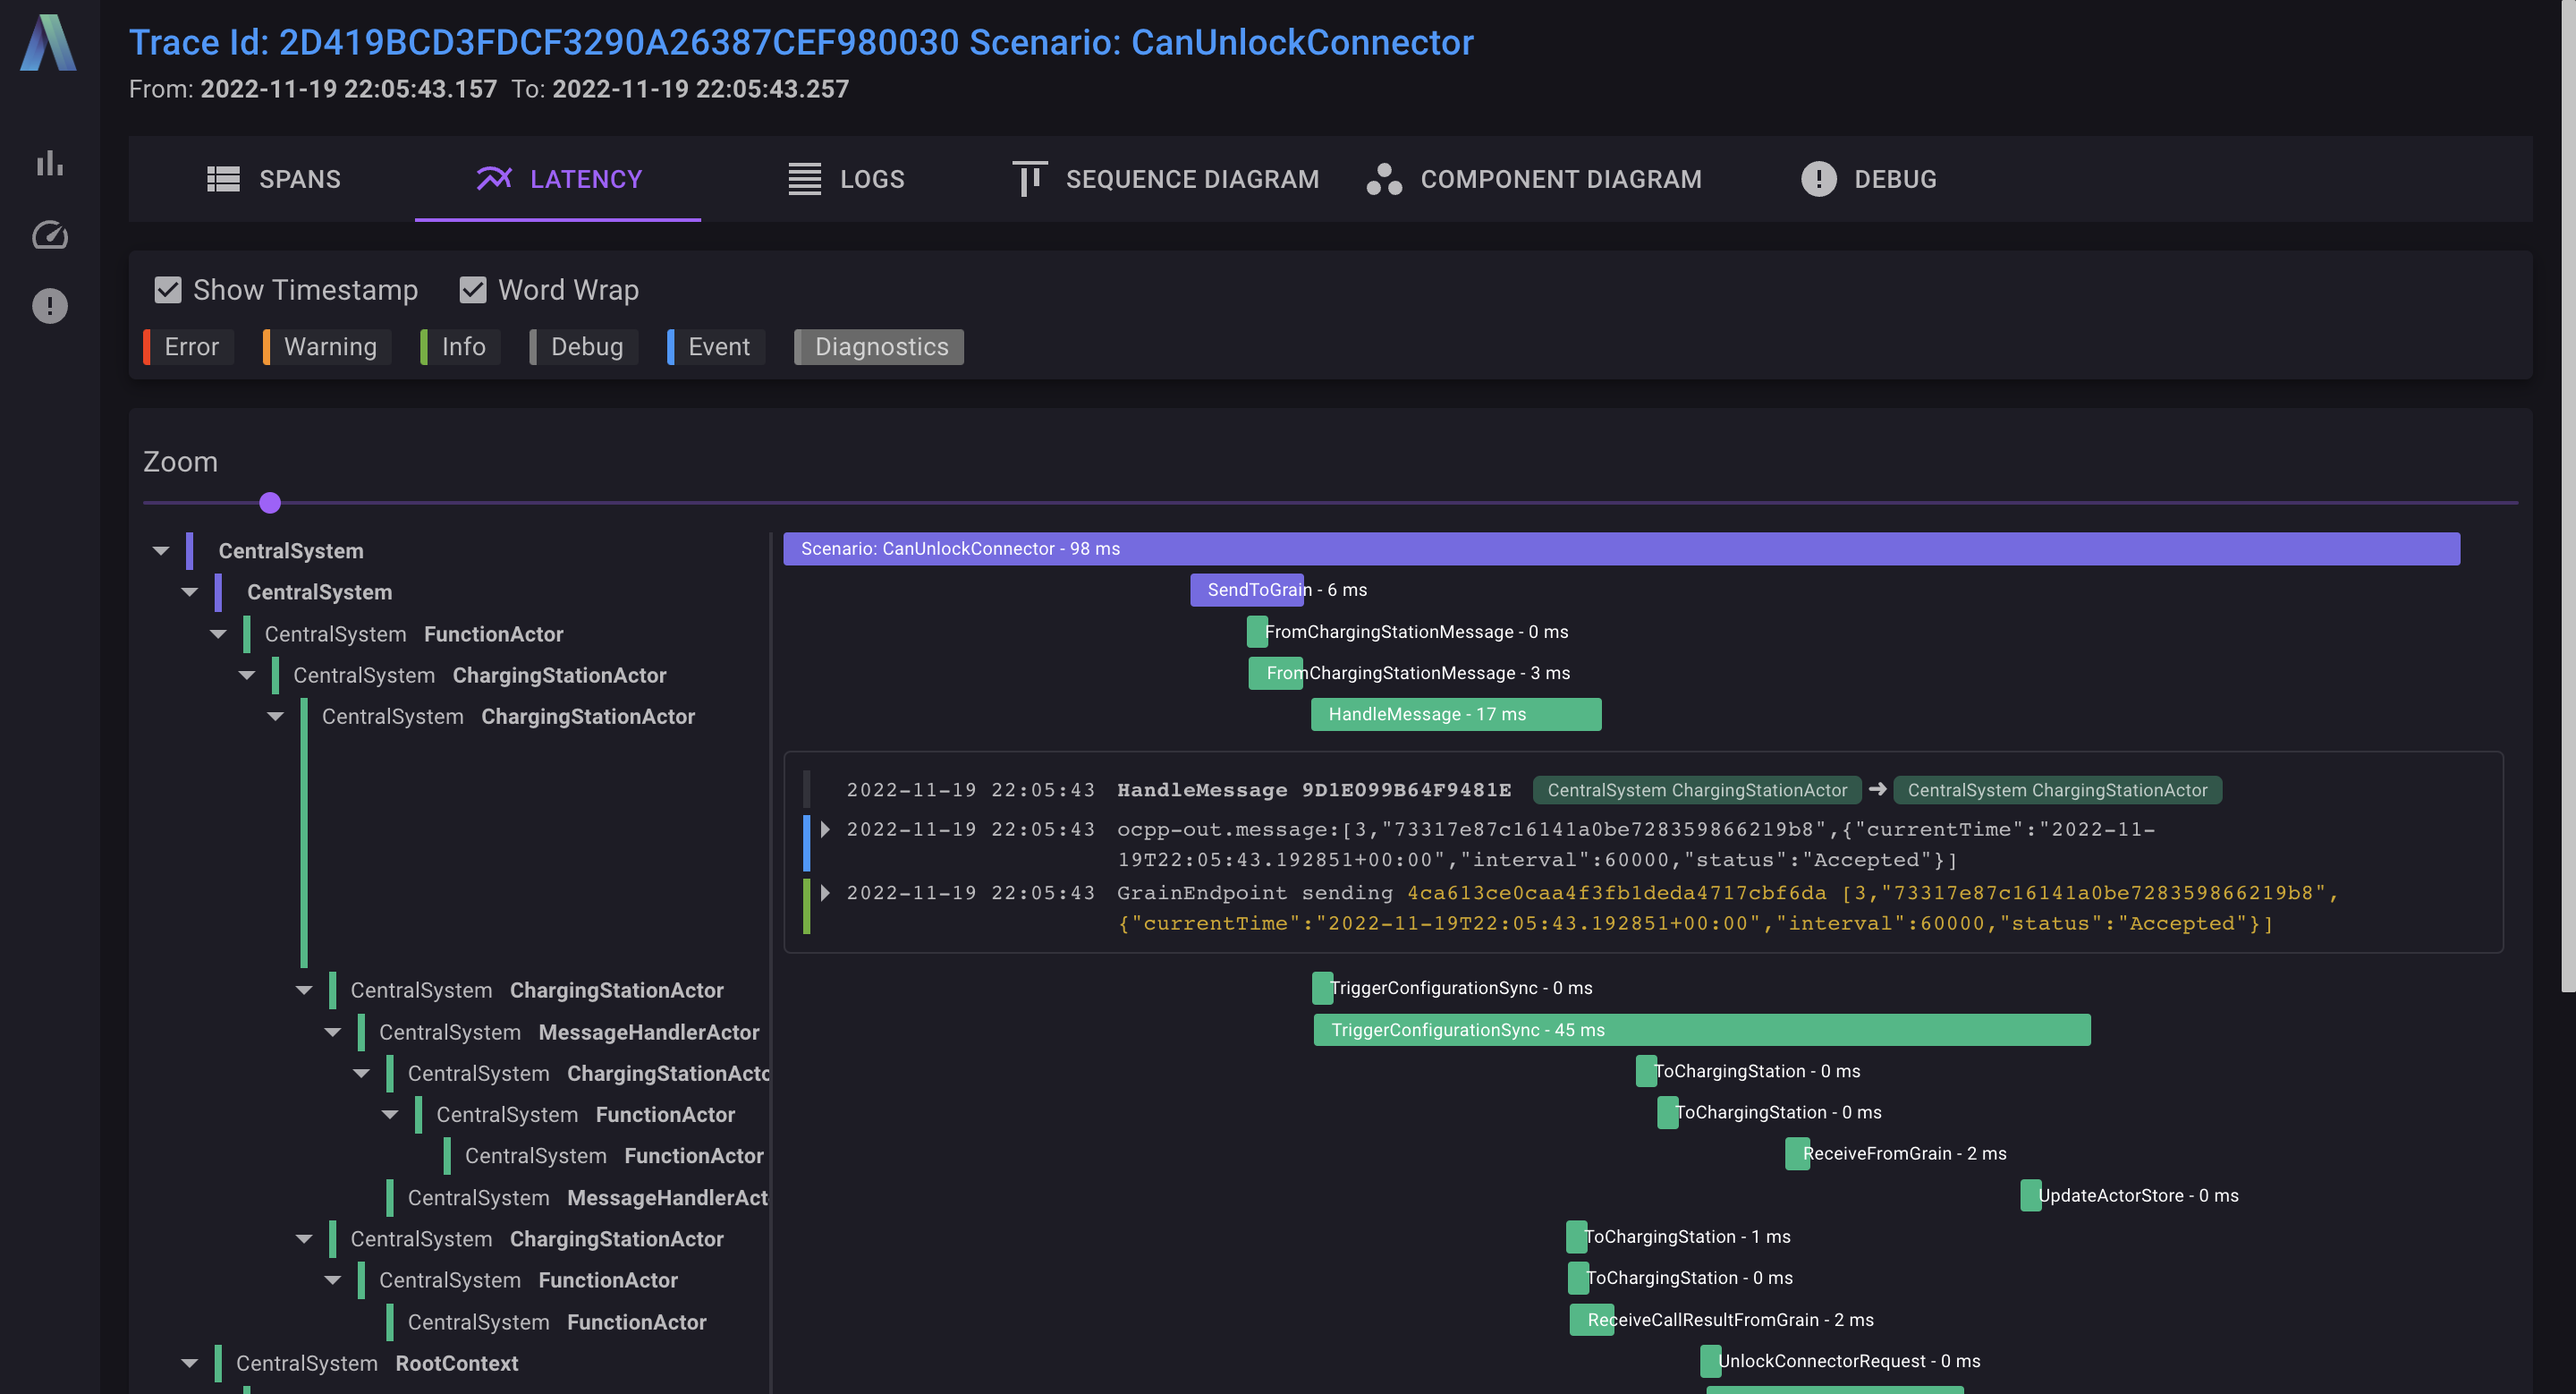 Trace Id: 2D419BCD3FDCF3290A26387CEF980030 Scenario: CanUnlockConnector
From: 2022-11-19 22:05:43.157 To: 2022-11-19 22:05:43.257
SPANS LATENCY LOGS SEQUENCE DIAGRAM COMPONENT DIAGRAM DEBUG
Show Timestamp Word Wrap
Error Warning Info Debug Event Diagnostics
Zoom
CentralSystem Scenario: CanUnlockConnector - 98 ms
CentralSystem SendToGrain - 6 ms
CentralSystem FunctionActor FromChargingStationMessage - 0 ms
CentralSystem ChargingStationActor FromChargingStationMessage - 3 ms
CentralSystem ChargingStationActor HandleMessage - 17 ms
2022-11-19 22:05:43 HandleMessage 9D1E099B64F9481E CentralSystem ChargingStationActor ➜ CentralSystem ChargingStationActor
2022-11-19 22:05:43 ocpp-out.message:[3,"73317e87c16141a0be728359866219b8",{"currentTime":"2022-11-
19T22:05:43.192851+00:00","interval":60000,"status":"Accepted"}]
2022-11-19 22:05:43 GrainEndpoint sending 4ca613ce0caa4f3fb1deda4717cbf6da [3,"73317e87c16141a0be728359866219b8",
{"currentTime":"2022-11-19T22:05:43.192851+00:00","interval":60000,"status":"Accepted"}]
CentralSystem ChargingStationActor TriggerConfigurationSync - 0 ms
CentralSystem MessageHandlerActor TriggerConfigurationSync - 45 ms
CentralSystem ChargingStationActo ToChargingStation - 0 ms
CentralSystem FunctionActor ToChargingStation - 0 ms
CentralSystem FunctionActor ReceiveFromGrain - 2 ms
CentralSystem MessageHandlerAct UpdateActorStore - 0 ms
CentralSystem ChargingStationActor ToChargingStation - 1 ms
CentralSystem FunctionActor ToChargingStation - 0 ms
CentralSystem FunctionActor ReceiveCallResultFromGrain - 2 ms
CentralSystem RootContext UnlockConnectorRequest - 0 ms